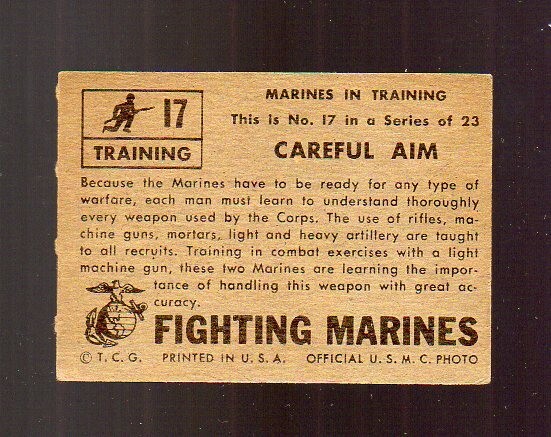 17
TRAINING
MARINES IN TRAINING
This is No. 17 in a Series of 23
CAREFUL AIM
Because the Marines have to be ready for any type of
warfare, each man must learn to understand thoroughly
every weapon used by the Corps. The use of rifles, ma-
chine guns, mortars, light and heavy artillery are taught
to all recruits. Training in combat exercises with a light
machine gun, these two Marines are learning the impor-
tance of handling this weapon with great ac-
curacy.
FIGHTING MARINES
© T. C. G. PRINTED IN U. S. A. OFFICIAL U. S. M. C. PHOTO